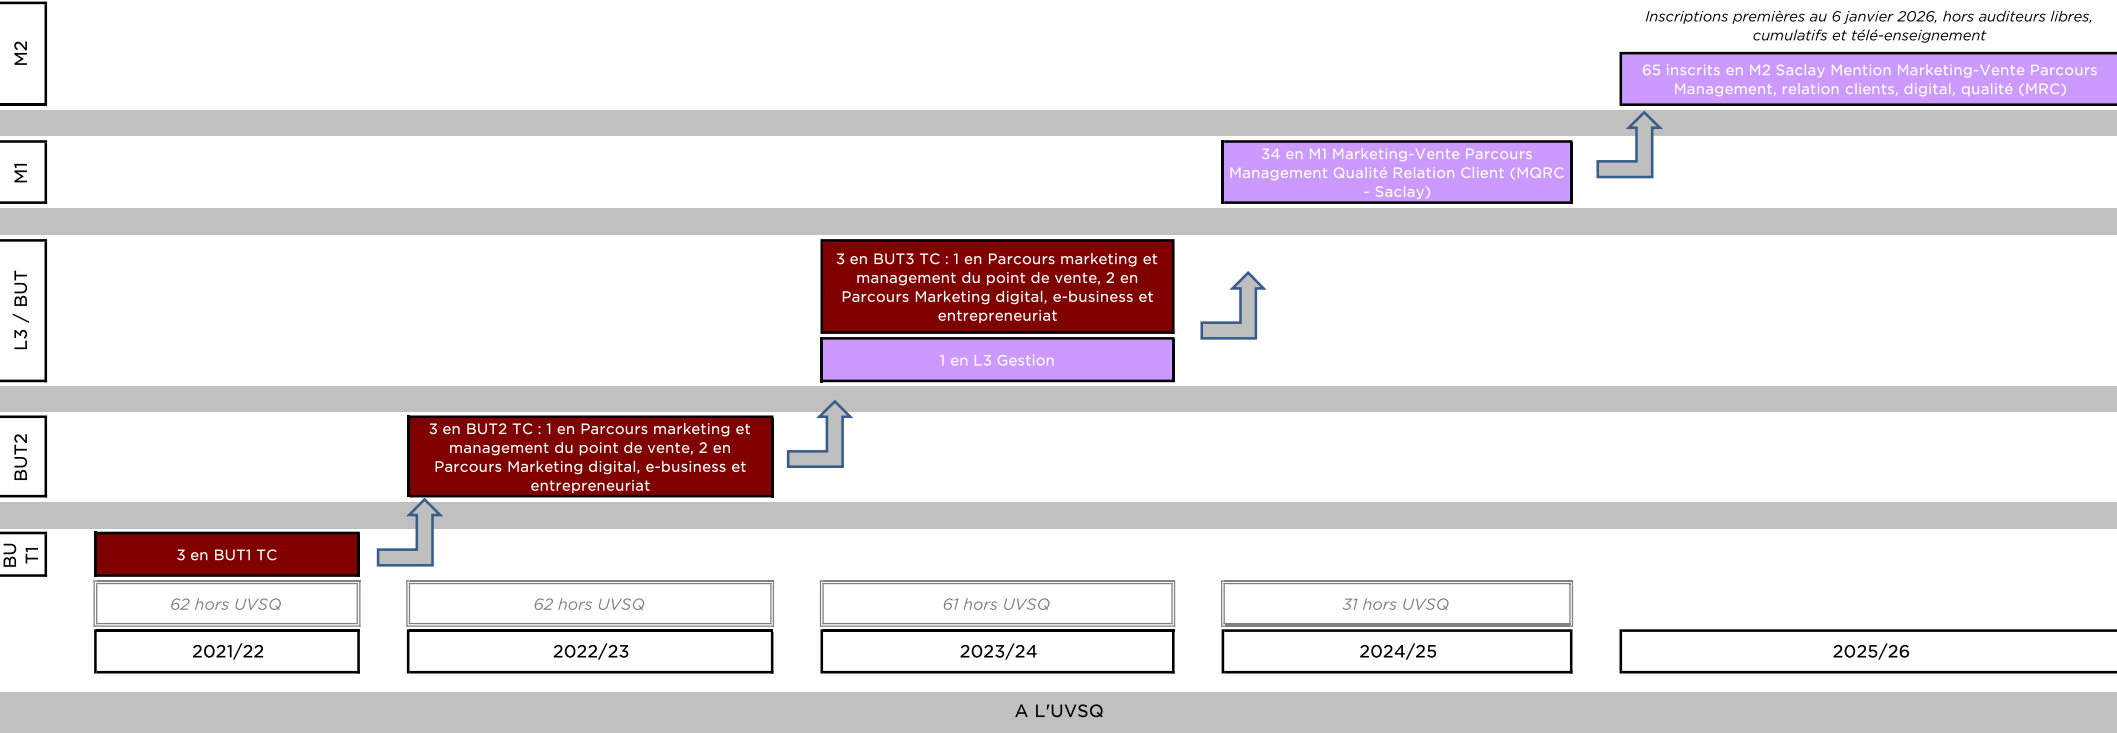 Inscriptions premières au 6 janvier 2026, hors auditeurs libres,
cumulatifs et télé-enseignement
M2
65 inscrits en M2 Saclay Mention Marketing-Vente Parcours
Management, relation clients, digital, qualité (MRC)
M1
34 en M1 Marketing-Vente Parcours
Management Qualité Relation Client (MQRC
- Saclay)
L3 / BUT
3 en BUT3 TC : 1 en Parcours marketing et
management du point de vente, 2 en
Parcours Marketing digital, e-business et
entrepreneuriat
1 en L3 Gestion
BUT2
3 en BUT2 TC : 1 en Parcours marketing et
management du point de vente, 2 en
Parcours Marketing digital, e-business et
entrepreneuriat
BU
T1
3 en BUT1 TC
62 hors UVSQ
62 hors UVSQ
61 hors UVSQ
31 hors UVSQ
2021/22
2022/23
2023/24
2024/25
2025/26
A L'UVSQ